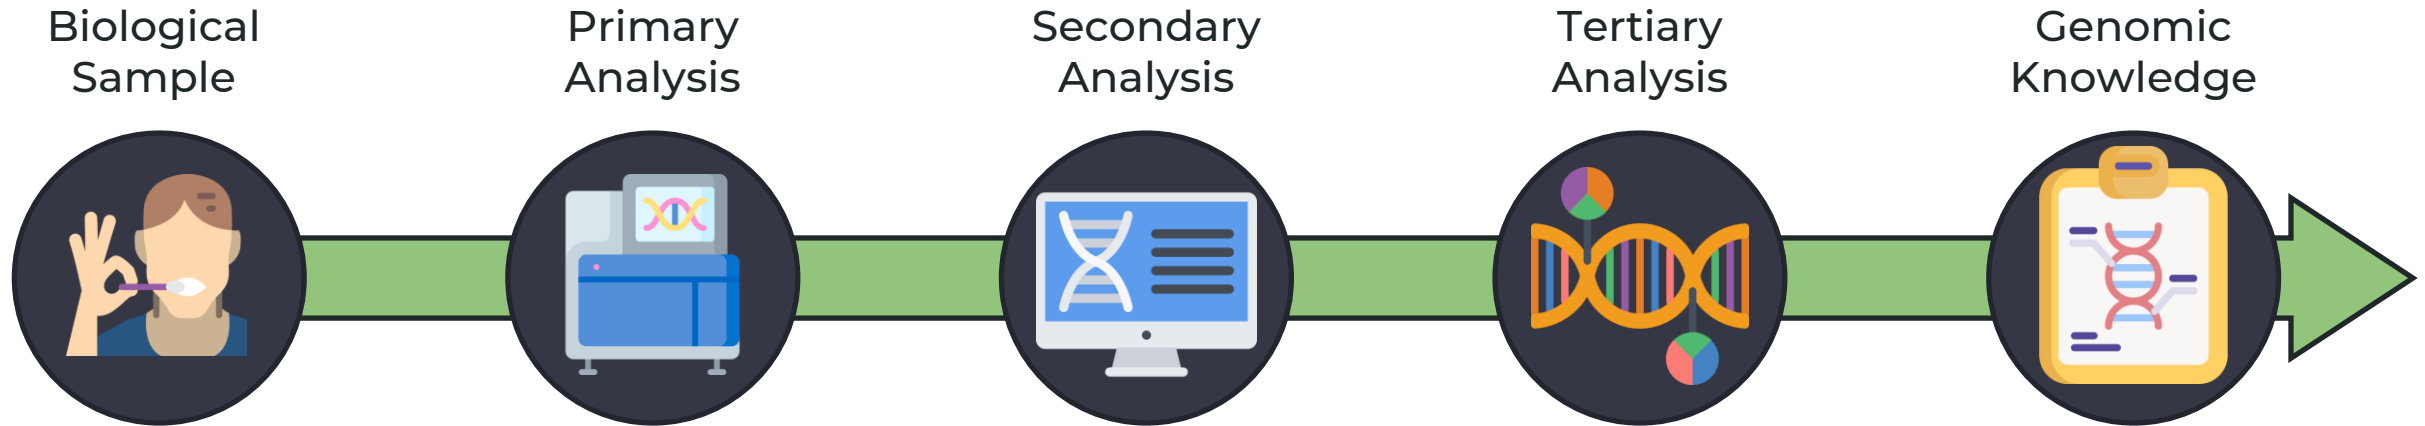 Biological
Sample
Primary
Analysis
Secondary
Analysis
Tertiary
Analysis
Genomic
Knowledge